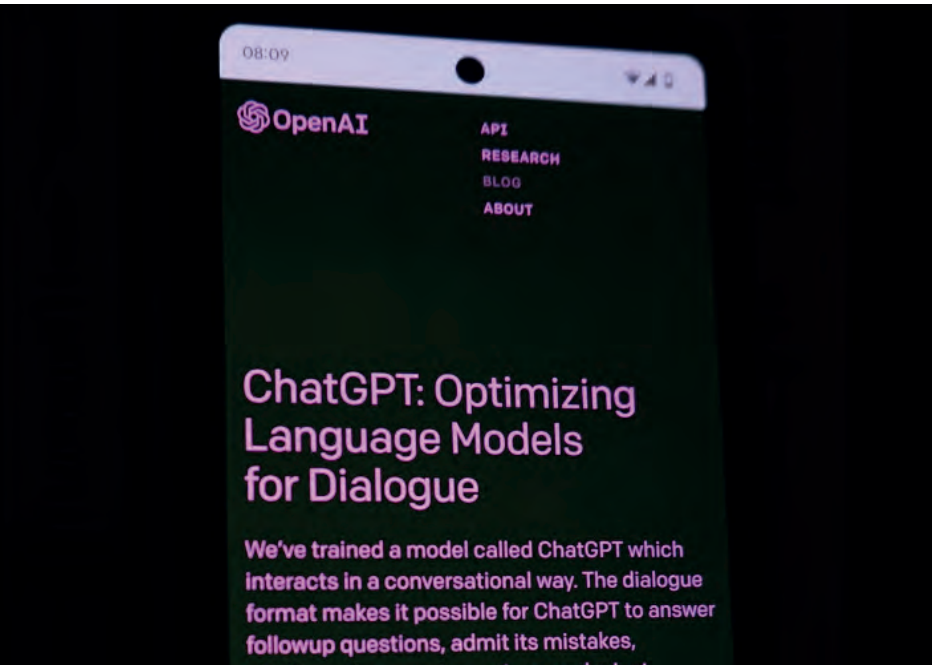 08:09
OpenAI
API
RESEARCH
BLOG
ABOUT
ChatGPT: Optimizing
Language Models
for Dialogue
We've trained a model called ChatGPT which
interacts in a conversational way. The dialogue
format makes it possible for ChatGPT to answer
followup questions, admit its mistakes,